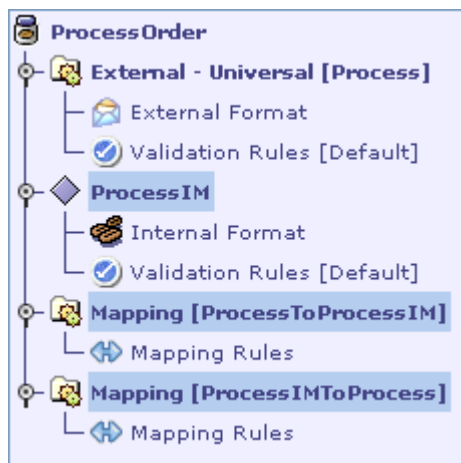 ProcessOrder
External - Universal [Process]
External Format
Validation Rules [Default]
ProcessIM
Internal Format
Validation Rules [Default]
Mapping [ProcessToProcessIM]
Mapping Rules
Mapping [ProcessIMToProcess]
Mapping Rules